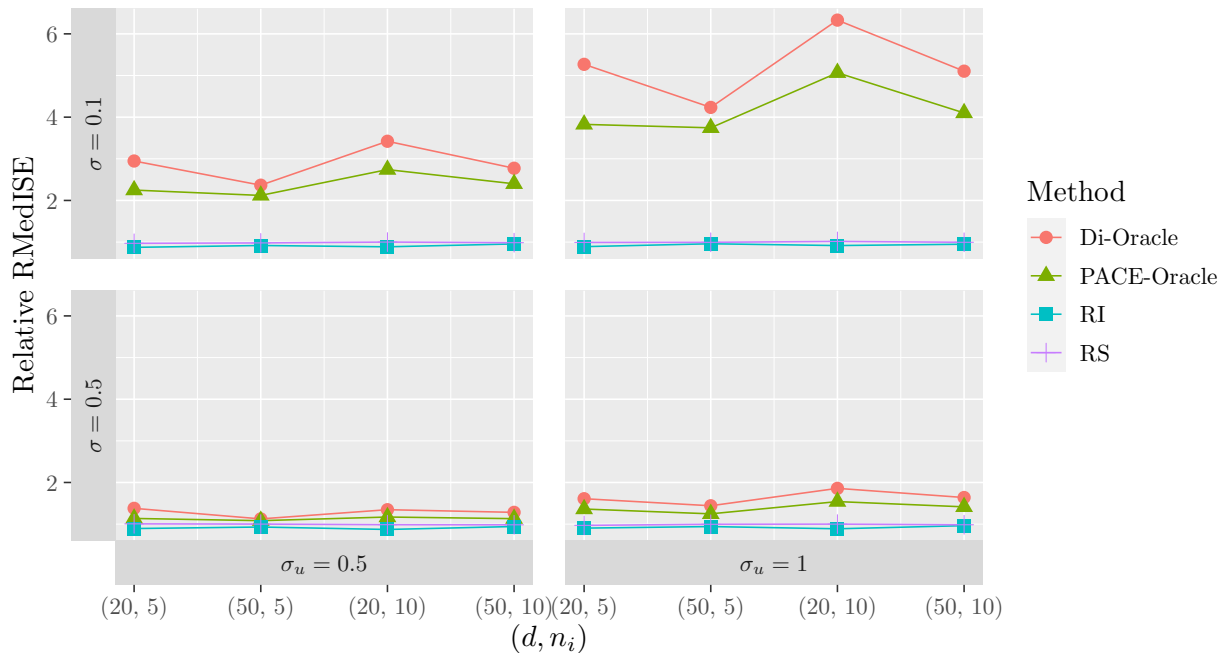 Relative RMedISE
6
4
2
σ = 0.1
6
4
2
σ = 0.5
σ_u = 0.5
σ_u = 1
(20, 5) (50, 5) (20, 10) (50, 10) (20, 5) (50, 5) (20, 10) (50, 10)
(d, n_i)
Method
Di-Oracle
PACE-Oracle
RI
RS